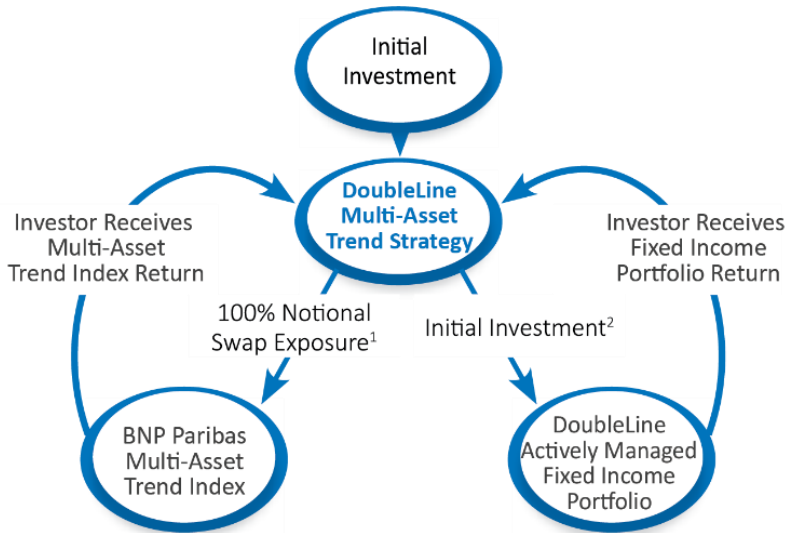 Initial
Investment
DoubleLine
Multi-Asset
Trend Strategy
Investor Receives
Multi-Asset
Trend Index Return
Investor Receives
Fixed Income
Portfolio Return
100% Notional
Swap Exposure¹
Initial Investment²
BNP Paribas
Multi-Asset
Trend Index
DoubleLine
Actively Managed
Fixed Income
Portfolio